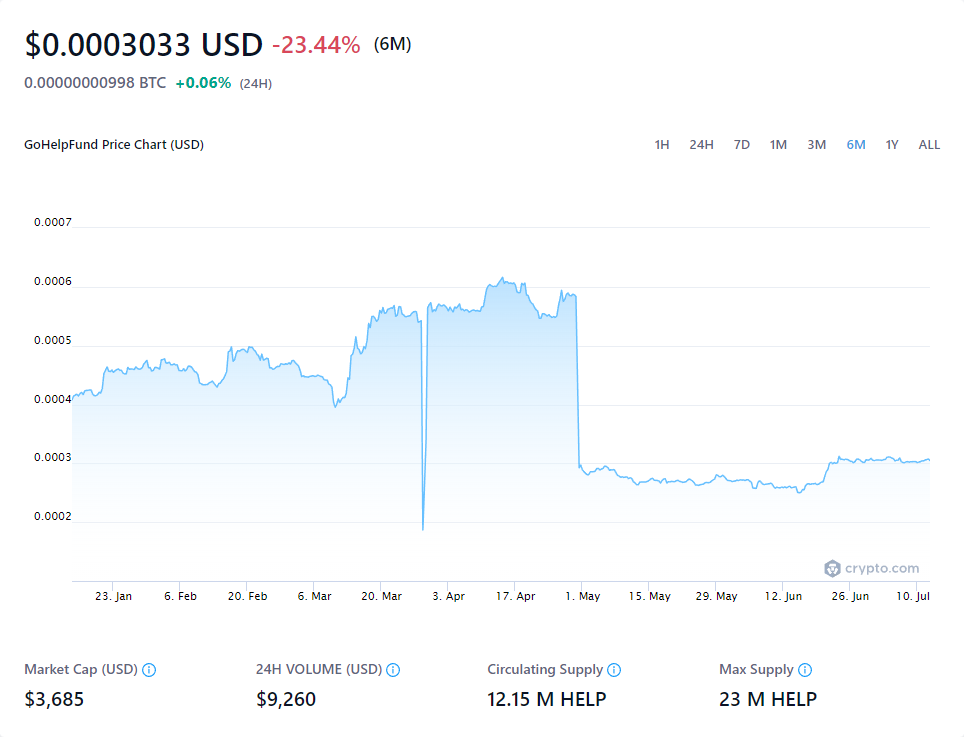 $0.0003033 USD -23.44% (6M)
0.00000000998 BTC +0.06% (24H)
GoHelpFund Price Chart (USD) 1H 24H 7D 1M 3M 6M 1Y ALL
0.0007
0.0006
0.0005
0.0004
0.0003
0.0002
crypto.com
23. Jan 6. Feb 20. Feb 6. Mar 20. Mar 3. Apr 17. Apr 1. May 15. May 29. May 12. Jun 26. Jun 10. Jul
Market Cap (USD) 24H VOLUME (USD) Circulating Supply Max Supply
$3,685 $9,260 12.15 M HELP 23 M HELP